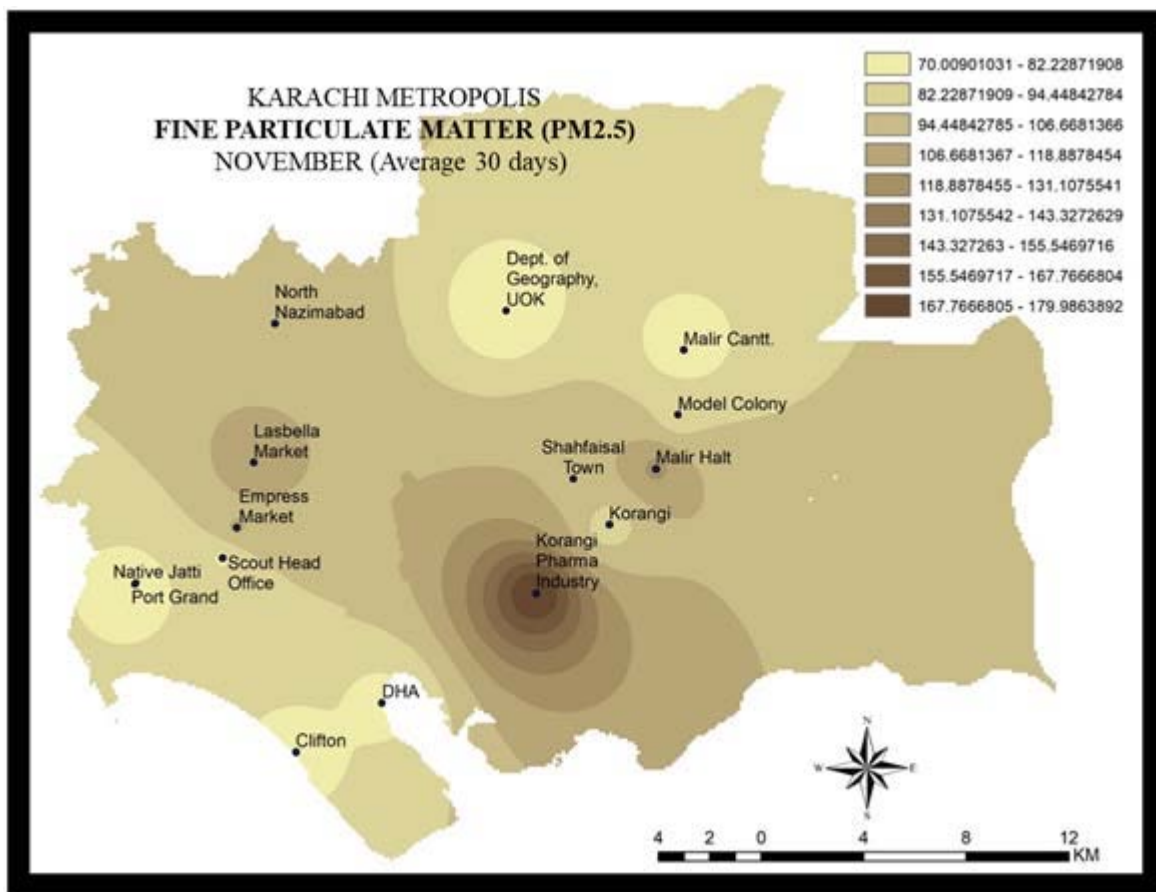 KARACHI METROPOLIS
FINE PARTICULATE MATTER (PM2.5)
NOVEMBER (Average 30 days)
70.00901031 - 82.22871908
82.22871909 - 94.44842784
94.44842785 - 106.6681366
106.6681367 - 118.8878454
118.8878455 - 131.1075541
131.1075542 - 143.3272629
143.327263 - 155.5469716
155.5469717 - 167.7666804
167.7666805 - 179.9863892
Dept. of
Geography,
UOK
North
Nazimabad
Malir Cantt.
Model Colony
Lasbella
Market
Shahfaisal
Town
Malir Halt
Empress
Market
Korangi
Korangi
Pharma
Industry
Scout Head
Office
Native Jatti
Port Grand
DHA
Clifton
N
W
E
S
4 2 0 4 8 12
KM